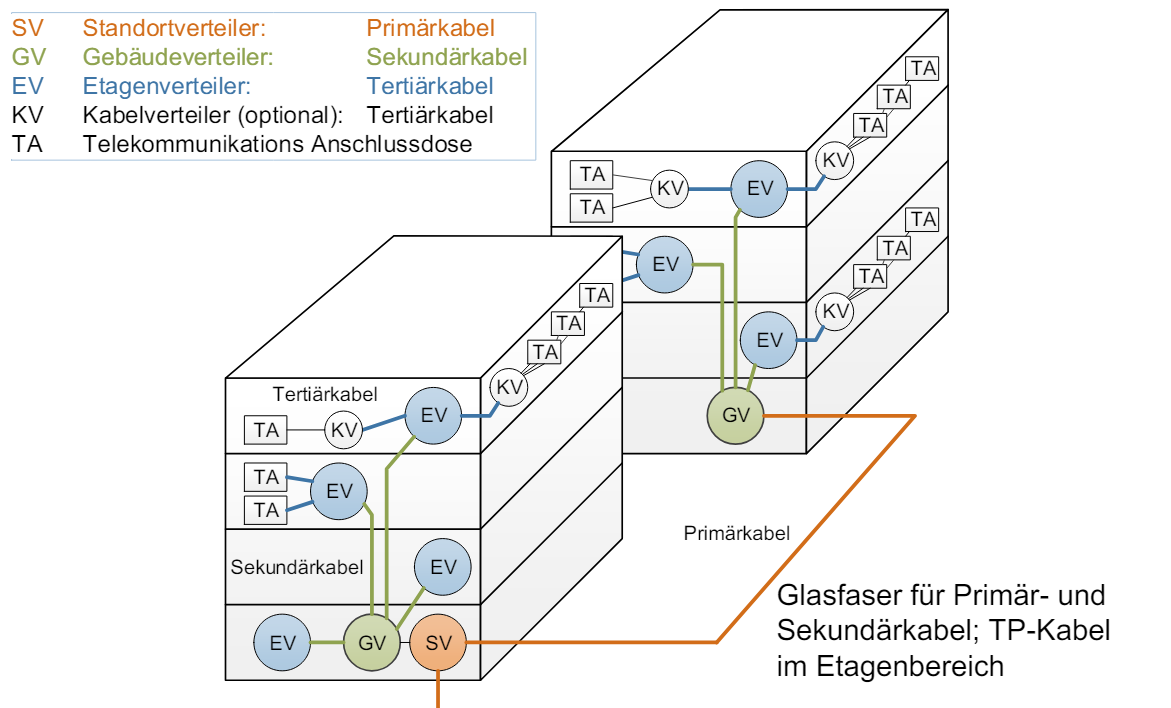 SV Standortverteiler: Primärkabel
GV Gebäudeverteiler: Sekundärkabel
EV Etagenverteiler: Tertiärkabel
KV Kabelverteiler (optional): Tertiärkabel
TA Telekommunikations Anschlussdose
TA
TA
TA
KV
TA
KV
EV
TA
TA
EV
TA
TA
KV
EV
GV
TA
TA
TA
KV
Tertiärkabel
EV
TA
KV
TA
EV
TA
Sekundärkabel
EV
EV
GV
SV
Primärkabel
Glasfaser für Primär- und
Sekundärkabel; TP-Kabel
im Etagenbereich